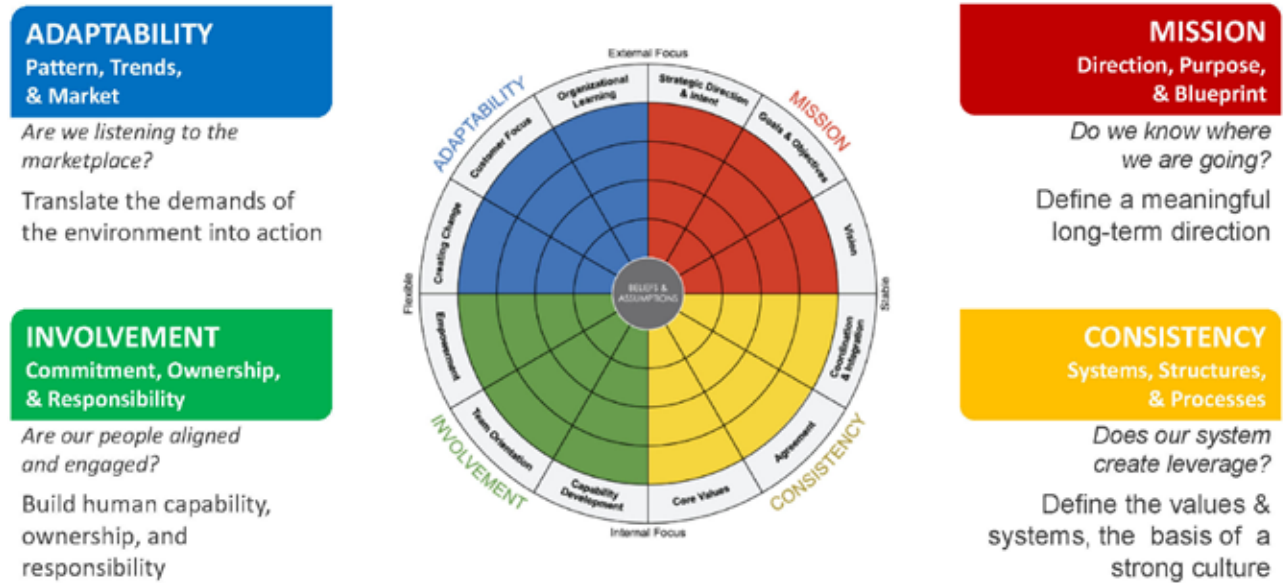 ADAPTABILITY
Pattern, Trends,
& Market
Are we listening to the
marketplace?
Translate the demands of
the environment into action
INVOLVEMENT
Commitment, Ownership,
& Responsibility
Are our people aligned
and engaged?
Build human capability,
ownership, and
responsibility
External Focus
ADAPTABILITY
MISSION
Organizational
Learning
Strategic Direction
& Intent
Customer Focus
Goals & Objectives
Creating Change
Vision
Flexible
BELIEFS &
ASSUMPTIONS
Stable
Empowerment
Coordination
& Integration
Team Orientation
Agreement
Capability
Development
Core Values
INVOLVEMENT
CONSISTENCY
Internal Focus
MISSION
Direction, Purpose,
& Blueprint
Do we know where
we are going?
Define a meaningful
long-term direction
CONSISTENCY
Systems, Structures,
& Processes
Does our system
create leverage?
Define the values &
systems, the basis of a
strong culture